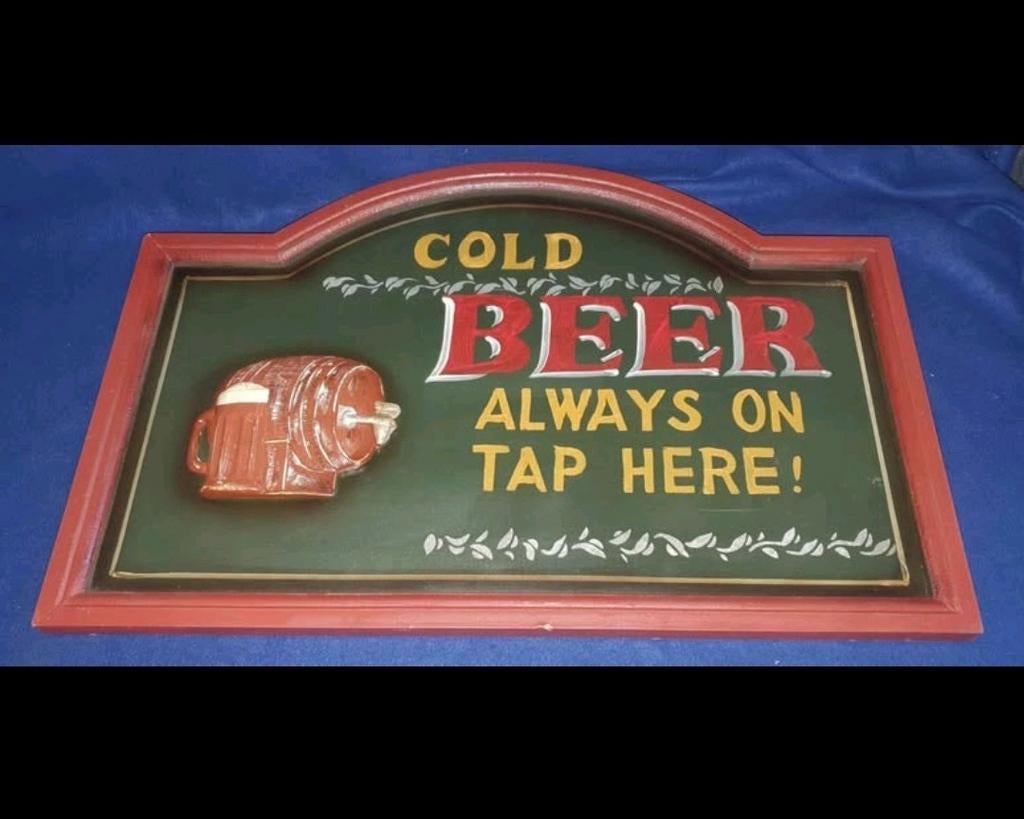 COLD
BEER
ALWAYS ON
TAP HERE!